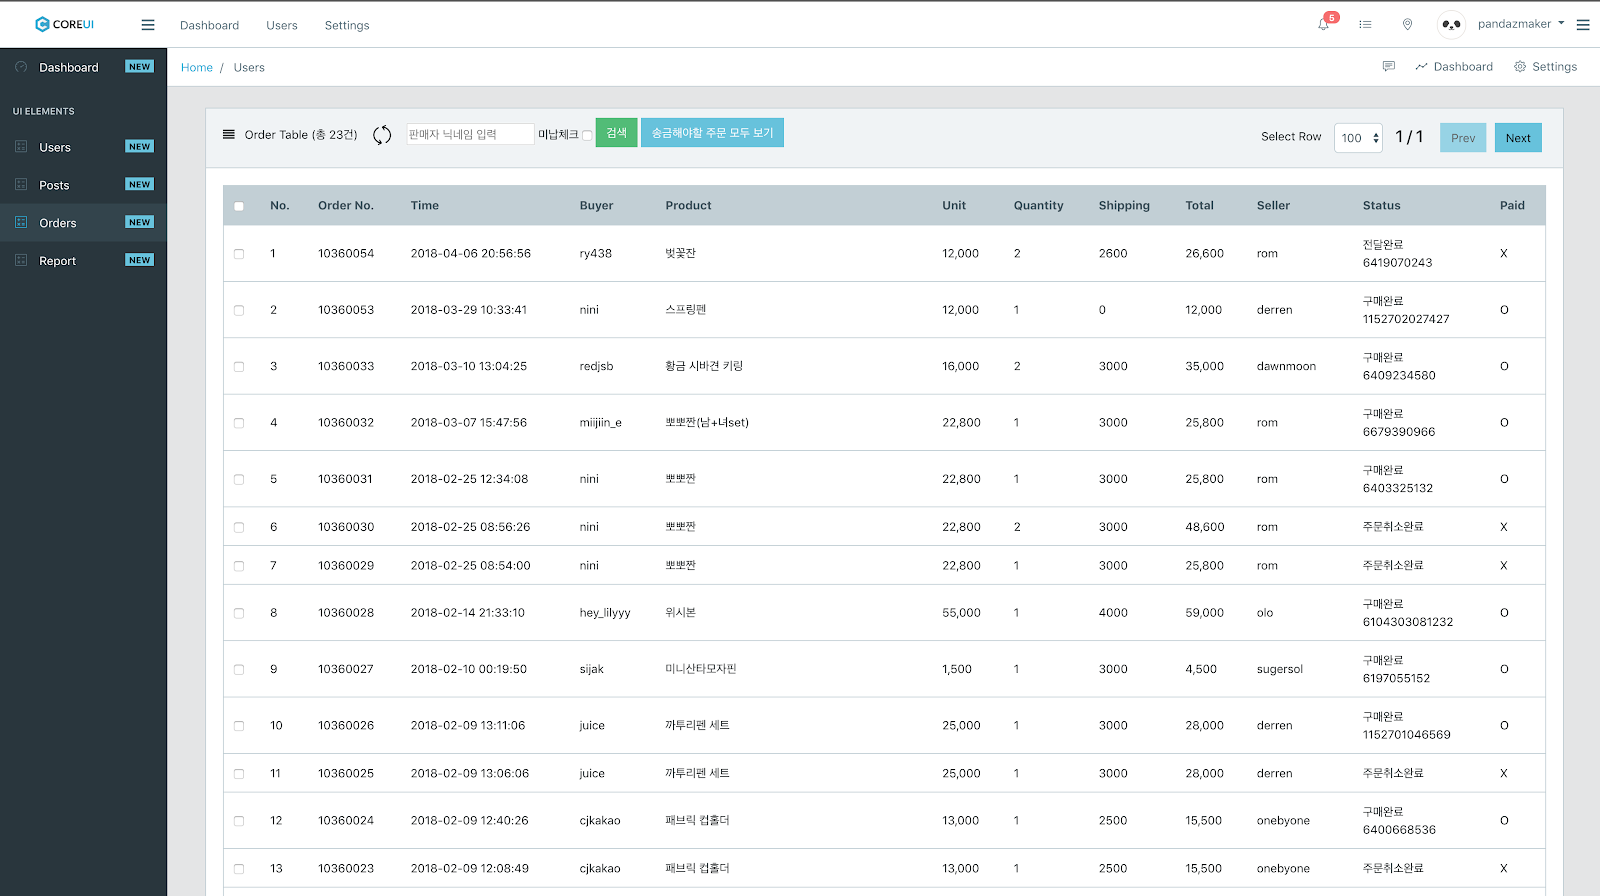 COREUI Dashboard Users Settings 5 pandazmaker
Dashboard NEW
Home / Users Dashboard Settings
UI ELEMENTS
Users NEW
Posts NEW
Orders NEW
Report NEW
Order Table (총 23건) 판매자 닉네임 입력 미납체크 검색 송금해야할 주문 모두 보기 Select Row 100 1 / 1 Prev Next
No. Order No. Time Buyer Product Unit Quantity Shipping Total Seller Status Paid
1 10360054 2018-04-06 20:56:56 ry438 벚꽃잔 12,000 2 2600 26,600 rom 전달완료 X
6419070243
2 10360053 2018-03-29 10:33:41 nini 스프링펜 12,000 1 0 12,000 derren 구매완료 O
1152702027427
3 10360033 2018-03-10 13:04:25 redjsb 황금 시바견 키링 16,000 2 3000 35,000 dawnmoon 구매완료 O
6409234580
4 10360032 2018-03-07 15:47:56 miijiin_e 뽀뽀짠(남+녀set) 22,800 1 3000 25,800 rom 구매완료 O
6679390966
5 10360031 2018-02-25 12:34:08 nini 뽀뽀짠 22,800 1 3000 25,800 rom 구매완료 O
6403325132
6 10360030 2018-02-25 08:56:26 nini 뽀뽀짠 22,800 2 3000 48,600 rom 주문취소완료 X
7 10360029 2018-02-25 08:54:00 nini 뽀뽀짠 22,800 1 3000 25,800 rom 주문취소완료 X
8 10360028 2018-02-14 21:33:10 hey_lilyyy 위시본 55,000 1 4000 59,000 olo 구매완료 O
6104303081232
9 10360027 2018-02-10 00:19:50 sijak 미니산타모자핀 1,500 1 3000 4,500 sugersol 구매완료 O
6197055152
10 10360026 2018-02-09 13:11:06 juice 까투리펜 세트 25,000 1 3000 28,000 derren 구매완료 O
1152701046569
11 10360025 2018-02-09 13:06:06 juice 까투리펜 세트 25,000 1 3000 28,000 derren 주문취소완료 X
12 10360024 2018-02-09 12:40:26 cjkakao 패브릭 컵홀더 13,000 1 2500 15,500 onebyone 구매완료 O
6400668536
13 10360023 2018-02-09 12:08:49 cjkakao 패브릭 컵홀더 13,000 1 2500 15,500 onebyone 주문취소완료 X